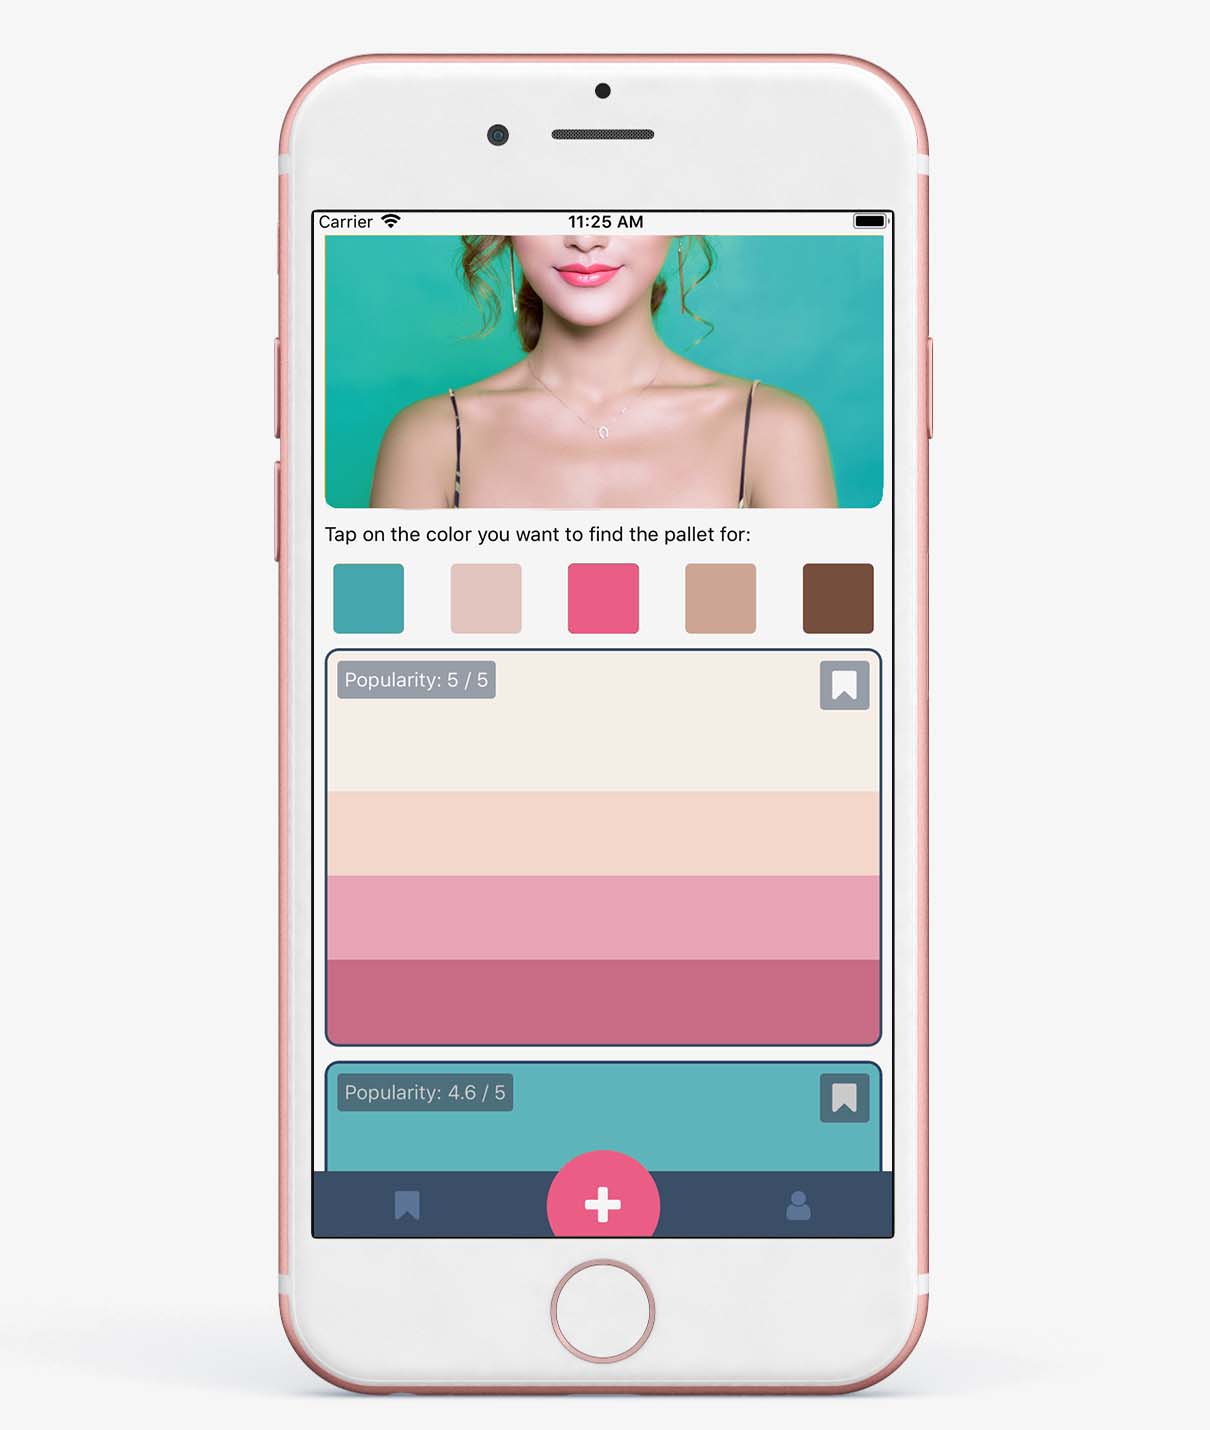 Carrier 11:25 AM
Tap on the color you want to find the pallet for:
Popularity: 5 / 5
Popularity: 4.6 / 5